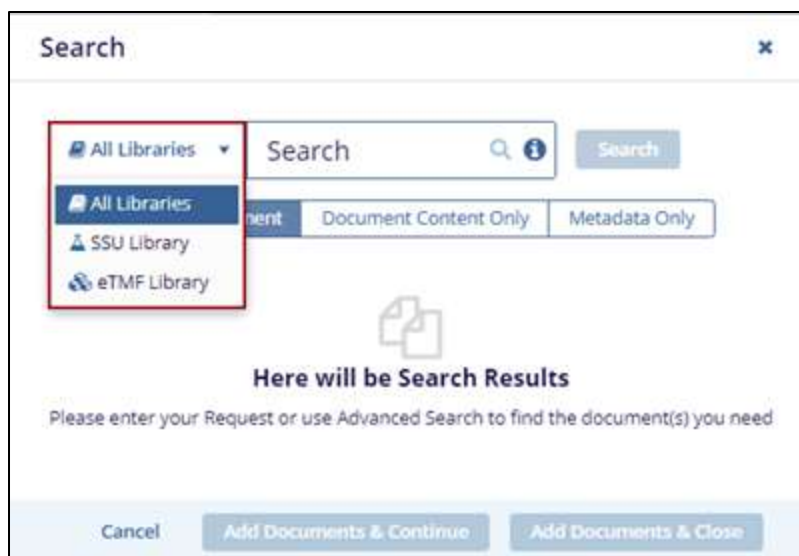 Search
All Libraries Search Search
All Libraries
ment Document Content Only Metadata Only
SSU Library
eTMF Library
Here will be Search Results
Please enter your Request or use Advanced Search to find the document(s) you need
Cancel Add Documents & Continue Add Documents & Close